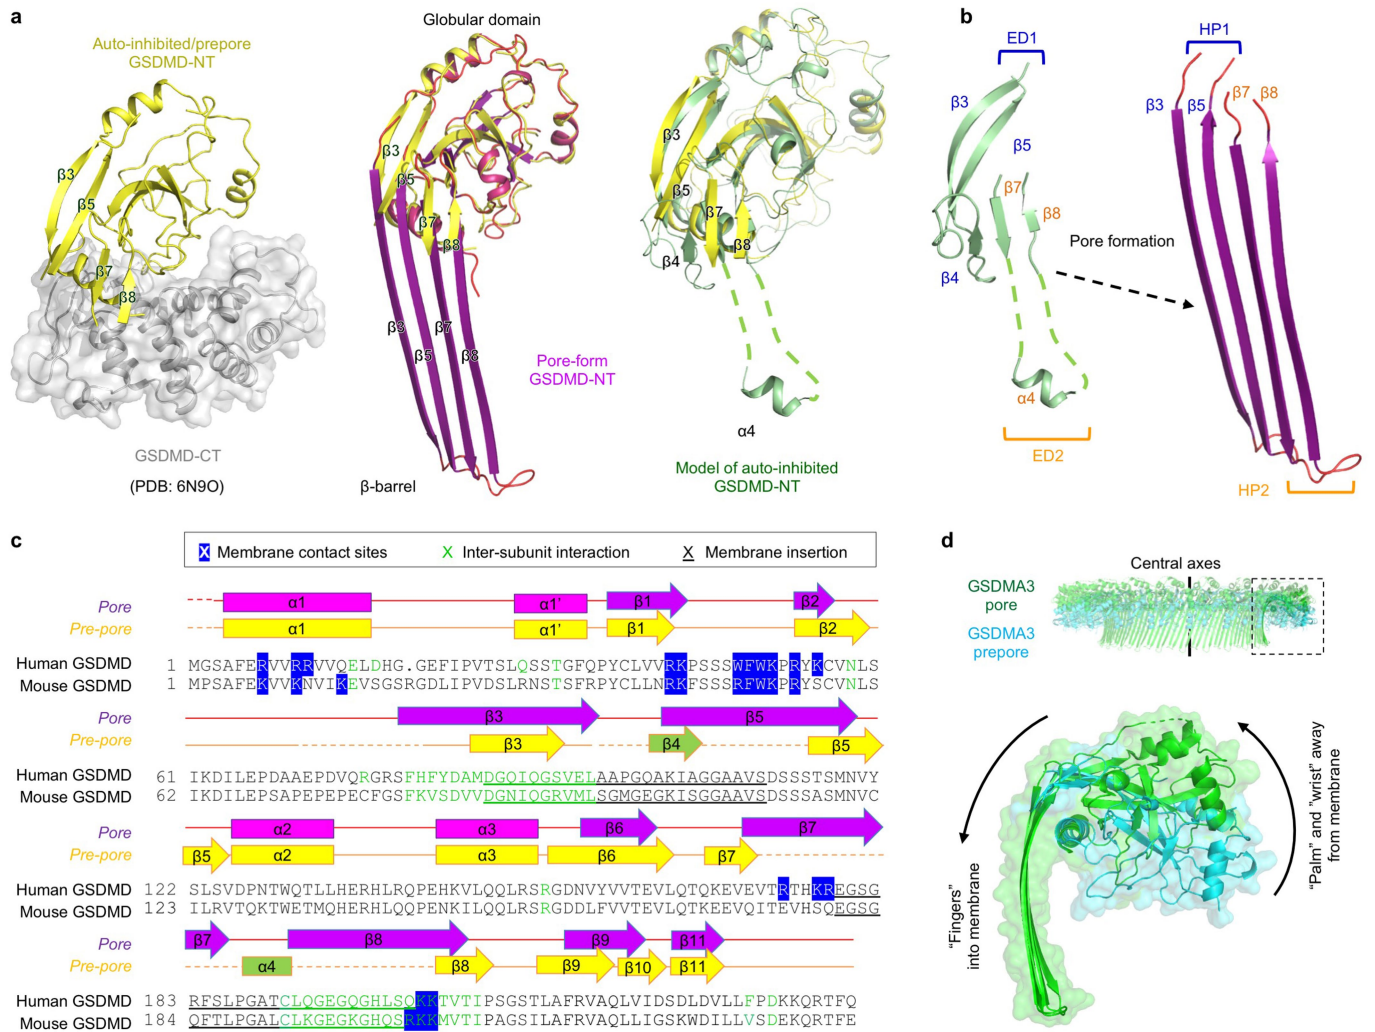 a
Auto-inhibited/prepore
GSDMD-NT
β3
β5
β7
β8
GSDMD-CT
(PDB: 6N9O)
Globular domain
β3
β5
β7
β8
β3
β7
β5
β8
Pore-form
GSDMD-NT
β-barrel
β3
β5
β7
β8
β4
α4
Model of auto-inhibited
GSDMD-NT
b
ED1
β3
β5
β7
β8
β4
α4
ED2
Pore formation
HP1
β3
β5
β7
β8
HP2
c
X Membrane contact sites
X Inter-subunit interaction
X Membrane insertion
Pore
α1
α1'
β1
β2
Pre-pore
α1
α1'
β1
β2
Human GSDMD 1 MGSAFERVVRRVVQELDHG.GEFIPVTSLQSSTGFQPYCLVVRKPSSSWFWKPRYKCVNLS
Mouse GSDMD 1 MPSAFEKVVKNVIKEVSGSRGDLIPVDSLRNSTSFRPYCLLNRKFSSSRFWKPRYSCVNLS
Pore
β3
β5
Pre-pore
β3
β4
β5
Human GSDMD 61 IKDILEPDAAEPDVQRGRSFHFYDAMDGQIQGSVELAAPGQAKIAGGAAVSDSSSTSMNVY
Mouse GSDMD 62 IKDILEPSAPEPEPECFGSFKVSDVVDGNIQGRVMLSGMGEGKISGGAAVSDSSSASMNVC
Pore
α2
α3
β6
β7
Pre-pore
β5
α2
α3
β6
β7
Human GSDMD 122 SLSVDPNTWQTLLHERHLRQPEHKVLQQLRSRGDNVYVVTEVLQTQKEVEVTRTHKREGSG
Mouse GSDMD 123 ILRVTQKTWETMQHERHLQQPENKILQQLRSRGDDLFVVTEVLQTKEEVQITEVHSQEGSG
Pore
β7
β8
β9
β11
Pre-pore
α4
β8
β9
β10
β11
Human GSDMD 183 RFSLPGATCLQGEGQGHLSQKKTVTIPSGSTLAFRVAQLVIDSDLDVLLFPDKKQRTFQ
Mouse GSDMD 184 QFTLPGALCLKGEGKGHQSRKKMVTIPAGSILAFRVAQLLIGSKWDILLVSDEKQRTFE
d
Central axes
GSDMA3
pore
GSDMA3
prepore
"Fingers"
into membrane
"Palm" and "wrist" away
from membrane